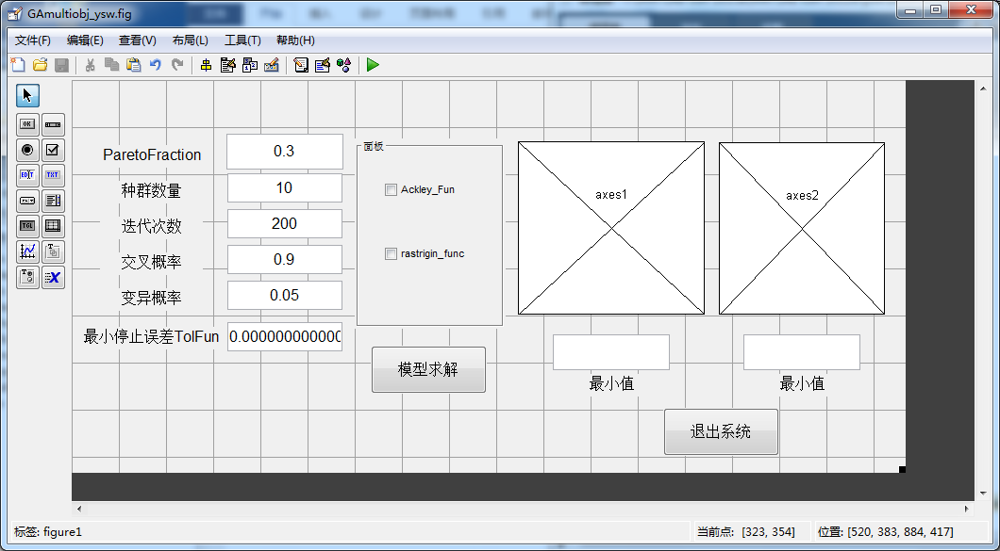 GAmultiobj_ysw.fig
文件(F) 编辑(E) 查看(V) 布局(L) 工具(T) 帮助(H)
OK
EDIT TXT
TGL
面板
ParetoFraction 0.3
种群数量 10
迭代次数 200
交叉概率 0.9
变异概率 0.05
最小停止误差TolFun 0.000000000000
Ackley_Fun
rastrigin_func
axes1
axes2
模型求解
最小值
最小值
退出系统
标签: figure1
当前点: [323, 354]
位置: [520, 383, 884, 417]